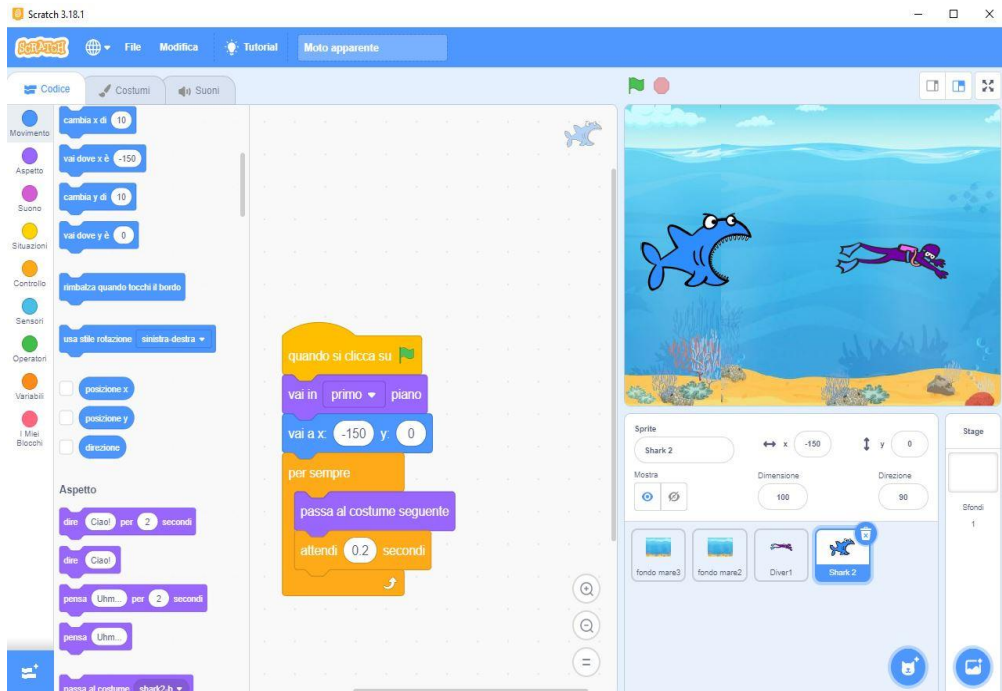 Scratch 3.18.1
SCRATCH File Modifica Tutorial Moto apparente
Codice Costumi Suoni
Movimento
Aspetto
Suono
Situazioni
Controllo
Sensori
Operatori
Variabili
I Miei
Blocchi
cambia x di 10
vai dove x è -150
cambia y di 10
vai dove y è 0
rimbalza quando tocchi il bordo
usa stile rotazione sinistra-destra
posizione x
posizione y
direzione
Aspetto
dire Ciao! per 2 secondi
dire Ciao!
pensa Uhm... per 2 secondi
pensa Uhm...
passa al costume shark2-b
quando si clicca su
vai in primo piano
vai a x: -150 y: 0
per sempre
passa al costume seguente
attendi 0.2 secondi
Sprite
Shark 2 x -150 y 0
Mostra Dimensione Direzione
100 90
fondo mare3 fondo mare2 Diver1 Shark 2
Stage
Sfondi
1